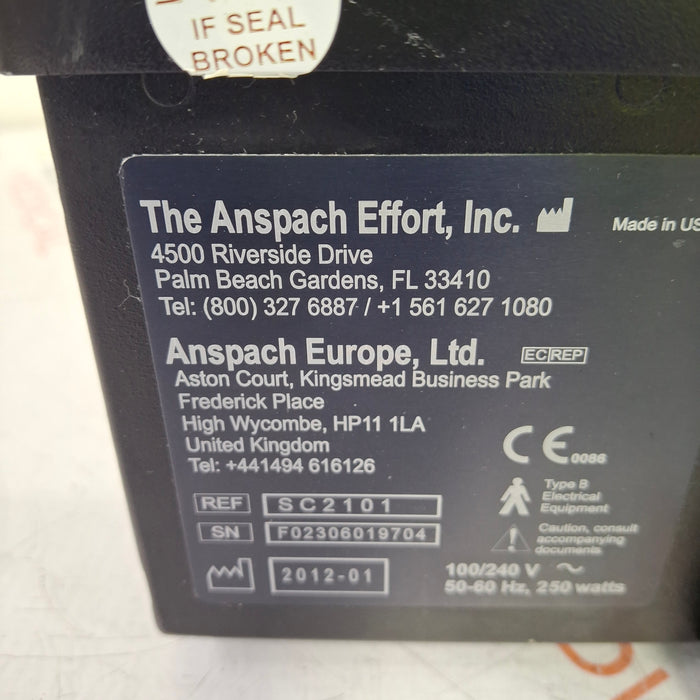 IF SEAL
BROKEN
The Anspach Effort, Inc.
Made in US
4500 Riverside Drive
Palm Beach Gardens, FL 33410
Tel: (800) 327 6887 / +1 561 627 1080
Anspach Europe, Ltd.
EC REP
Aston Court, Kingsmead Business Park
Frederick Place
High Wycombe, HP11 1LA
United Kingdom
Tel: +441494 616126
CE 0086
REF SC2101
Type B
Electrical
Equipment
SN F02306019704
Caution, consult
accompanying
documents
2012-01
100/240 V ~
50-60 Hz, 250 watts